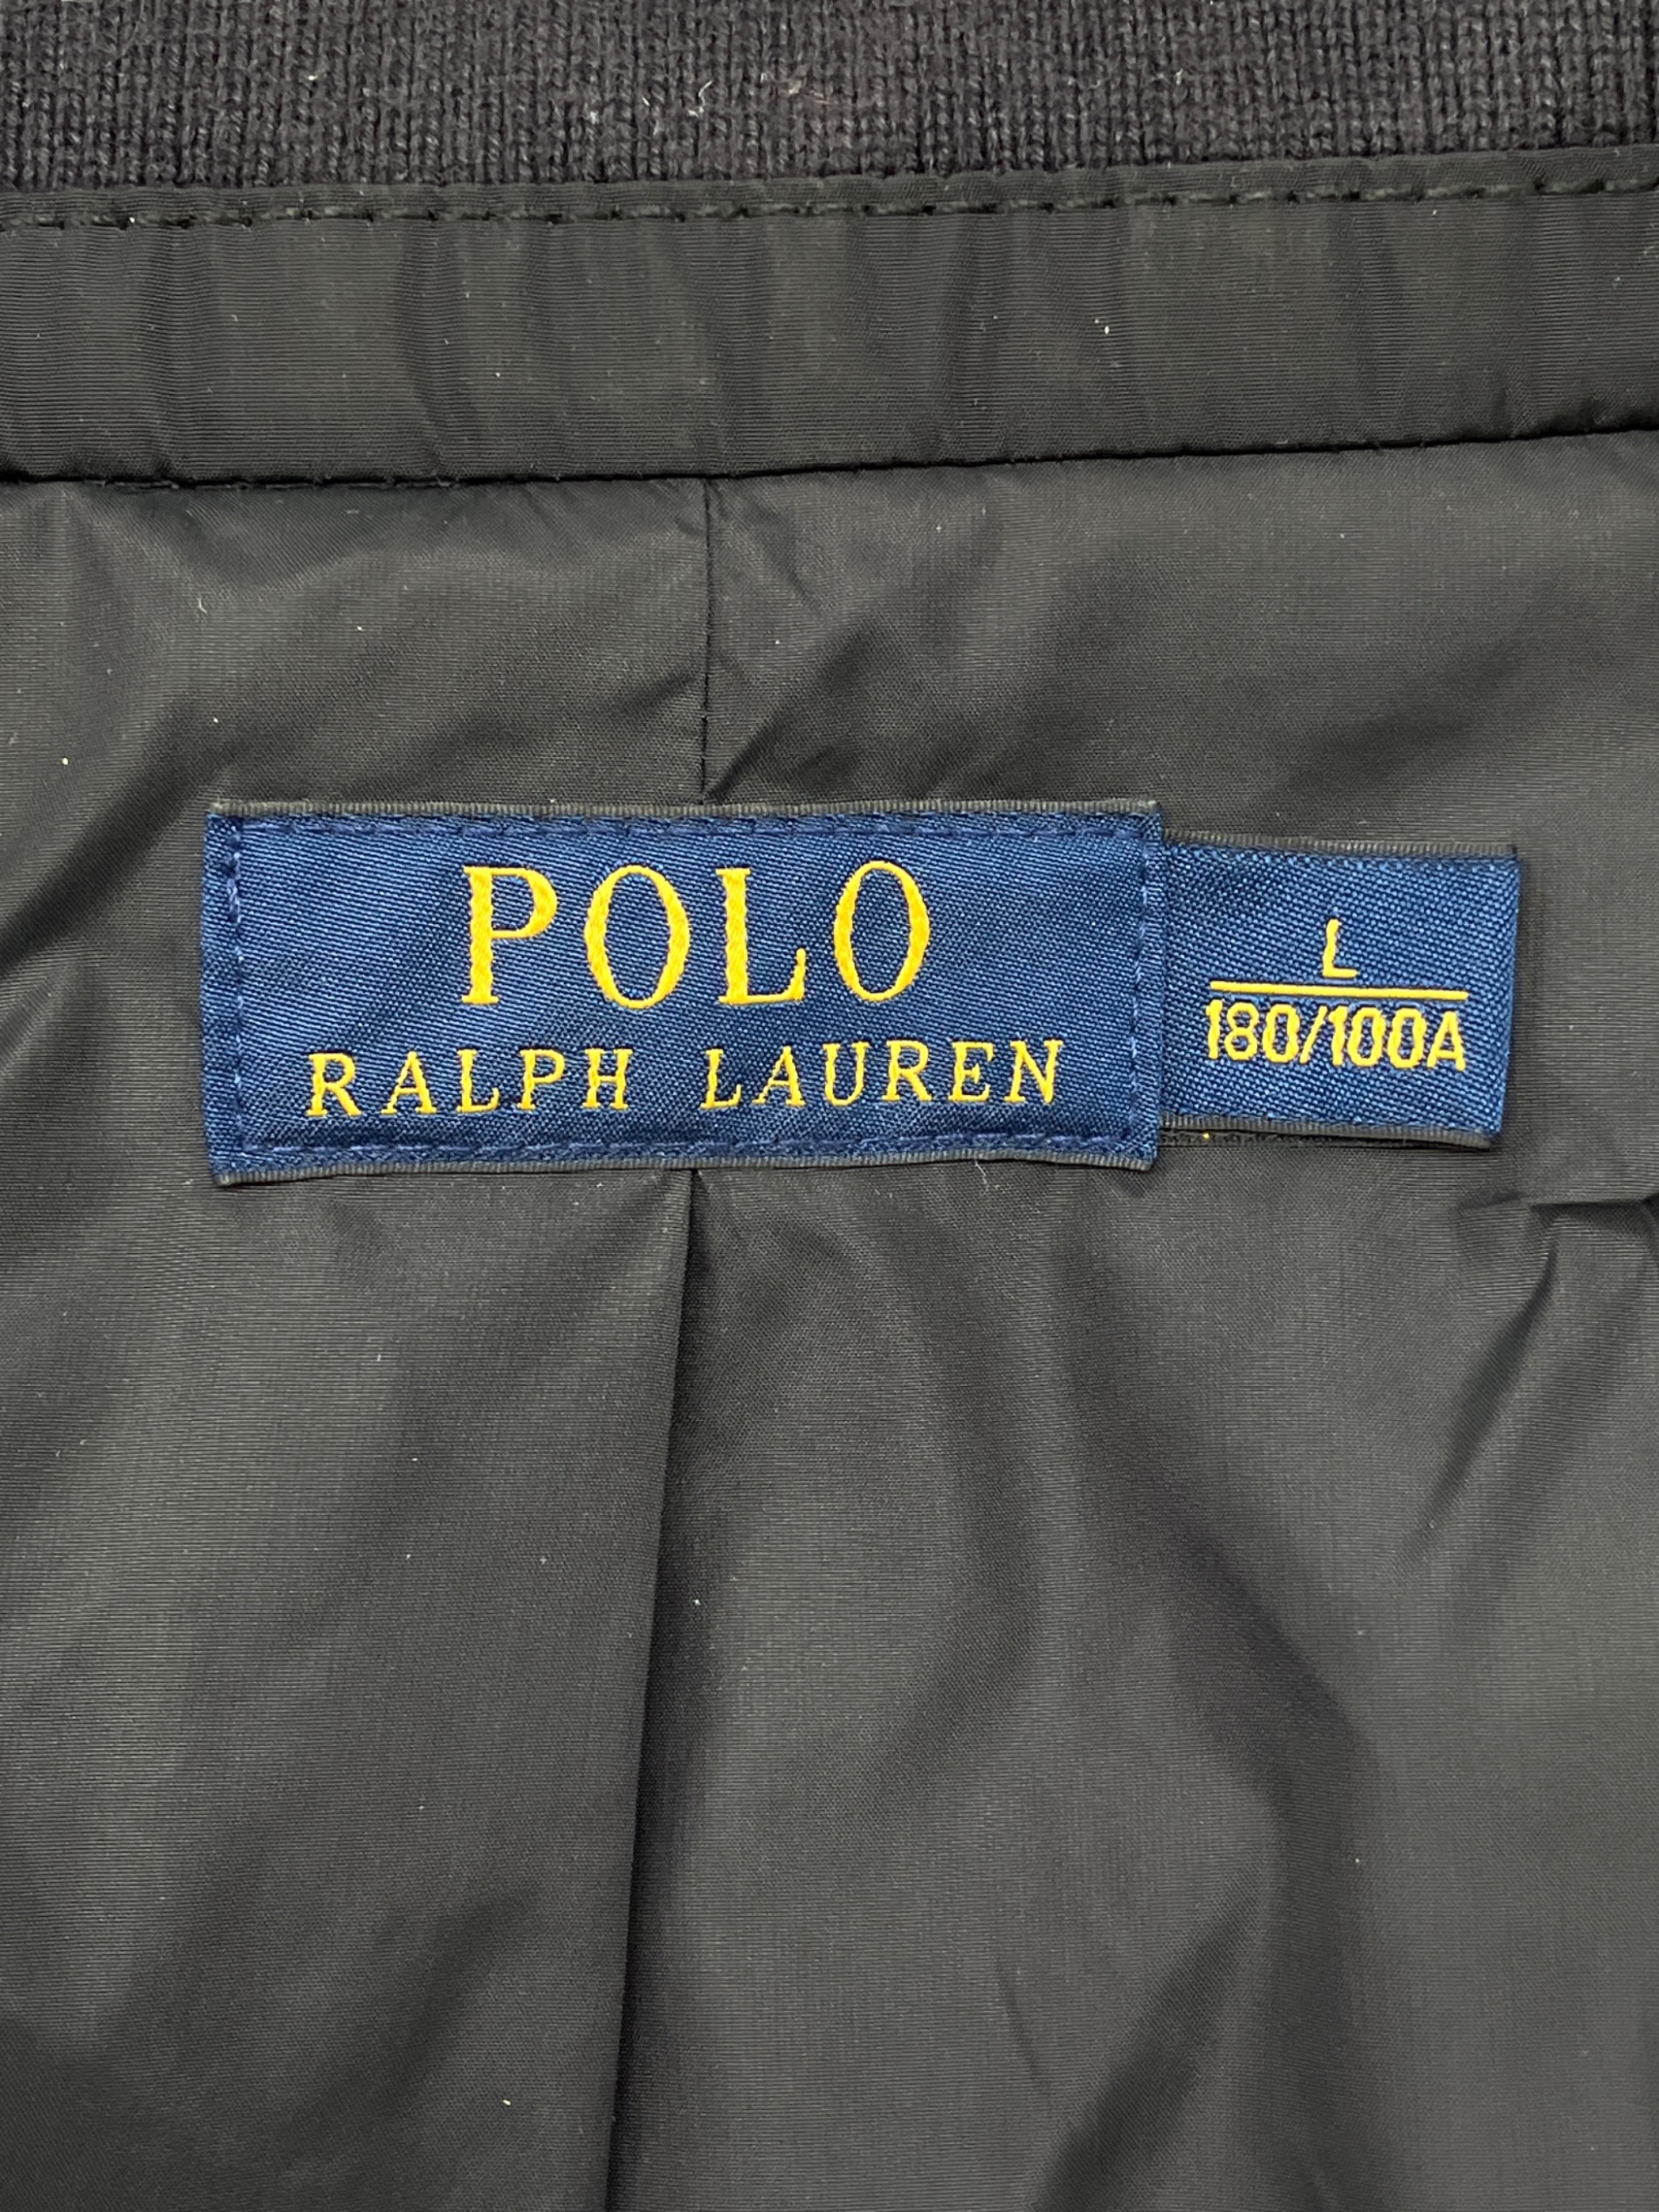 POLO
RALPH LAUREN
L
180/100A